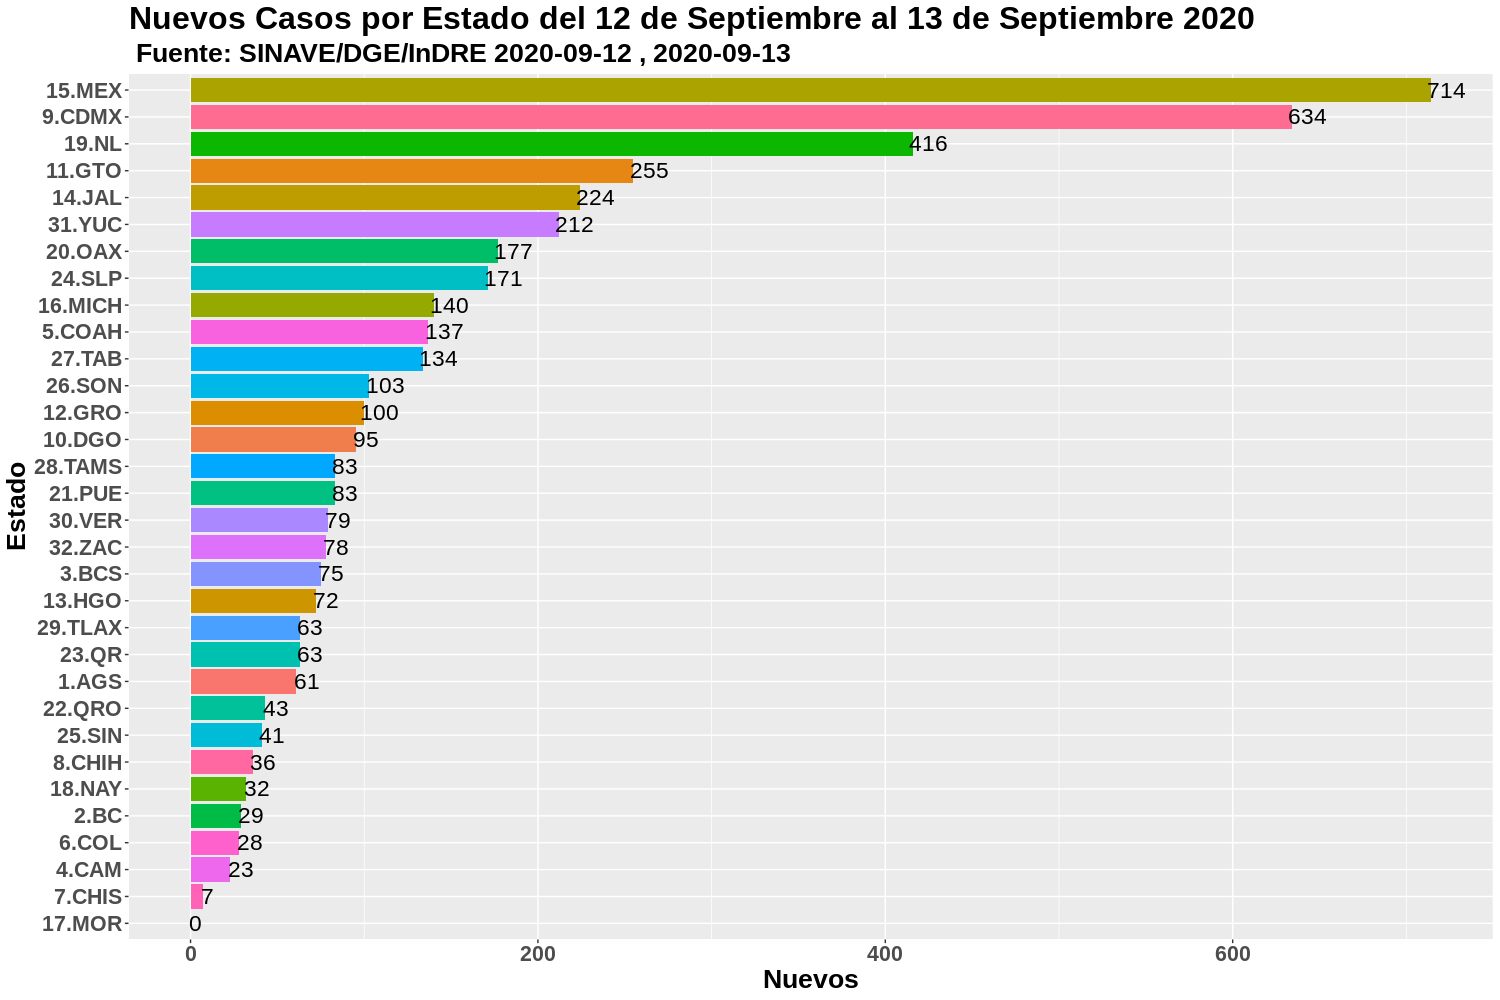 Nuevos Casos por Estado del 12 de Septiembre al 13 de Septiembre 2020
Fuente: SINAVE/DGE/InDRE 2020-09-12 , 2020-09-13
Estado
15.MEX 714
9.CDMX 634
19.NL 416
11.GTO 255
14.JAL 224
31.YUC 212
20.OAX 177
24.SLP 171
16.MICH 140
5.COAH 137
27.TAB 134
26.SON 103
12.GRO 100
10.DGO 95
28.TAMS 83
21.PUE 83
30.VER 79
32.ZAC 78
3.BCS 75
13.HGO 72
29.TLAX 63
23.QR 63
1.AGS 61
22.QRO 43
25.SIN 41
8.CHIH 36
18.NAY 32
2.BC 29
6.COL 28
4.CAM 23
7.CHIS 7
17.MOR 0
0 200 400 600
Nuevos